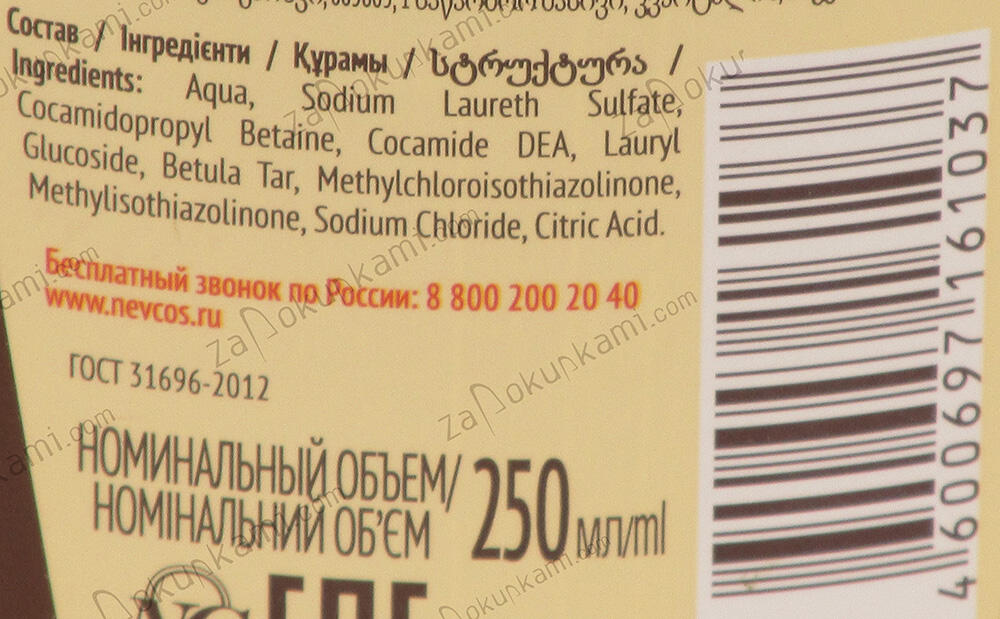 Состав / Інгредієнти / Құрамы / სტრუქტურა /
Ingredients: Aqua, Sodium Laureth Sulfate,
Cocamidopropyl Betaine, Cocamide DEA, Lauryl
Glucoside, Betula Tar, Methylchloroisothiazolinone,
Methylisothiazolinone, Sodium Chloride, Citric Acid.
Бесплатный звонок по России: 8 800 200 20 40
www.nevcos.ru
ГОСТ 31696-2012
НОМИНАЛЬНЫЙ ОБЪЕМ/
НОМІНАЛЬНИЙ ОБ’ЄМ
250 мл/ml
4 600697 161037
zaPokupkami.com